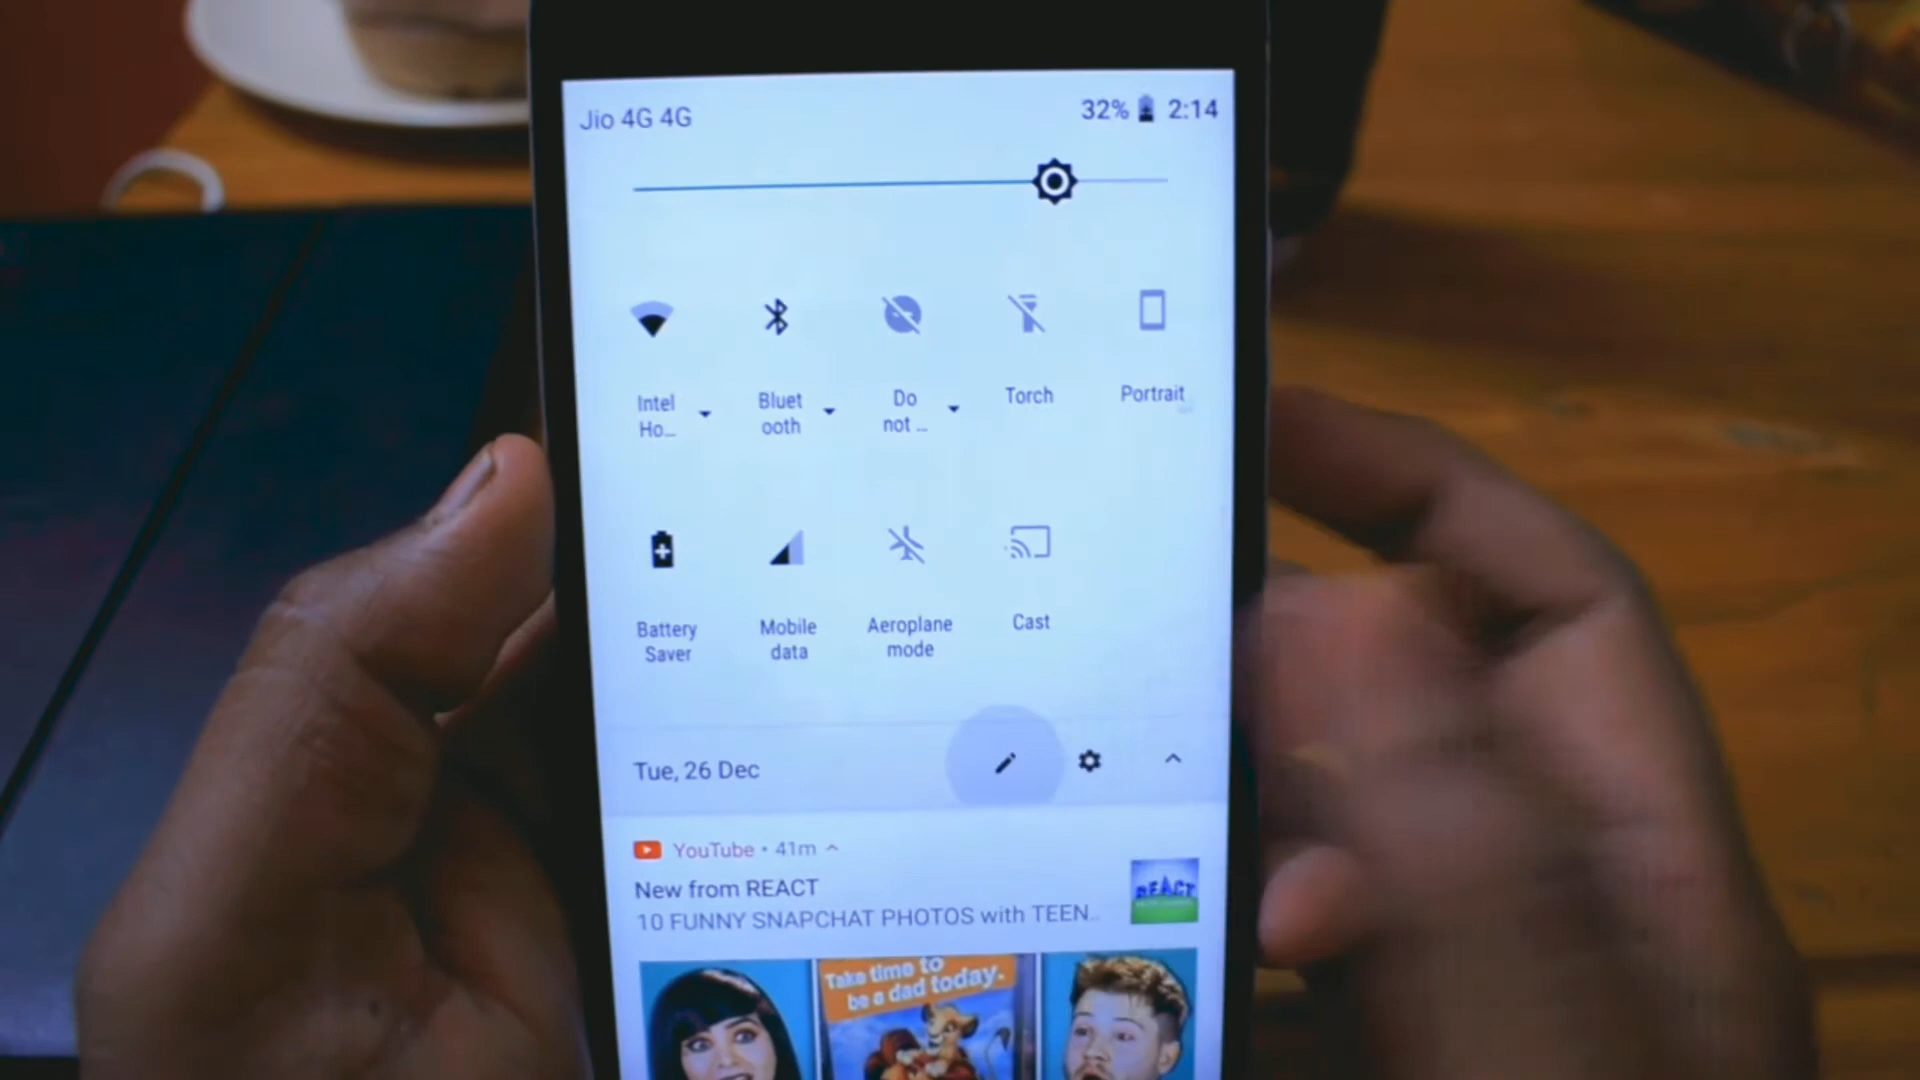 Jio 4G 4G
32% 2:14
Intel
Ho...
Bluet
ooth
Do
not ...
Torch
Portrait
Battery
Saver
Mobile
data
Aeroplane
mode
Cast
Tue, 26 Dec
YouTube • 41m
New from REACT
10 FUNNY SNAPCHAT PHOTOS with TEEN..
REACT
Take time to
be a dad today.